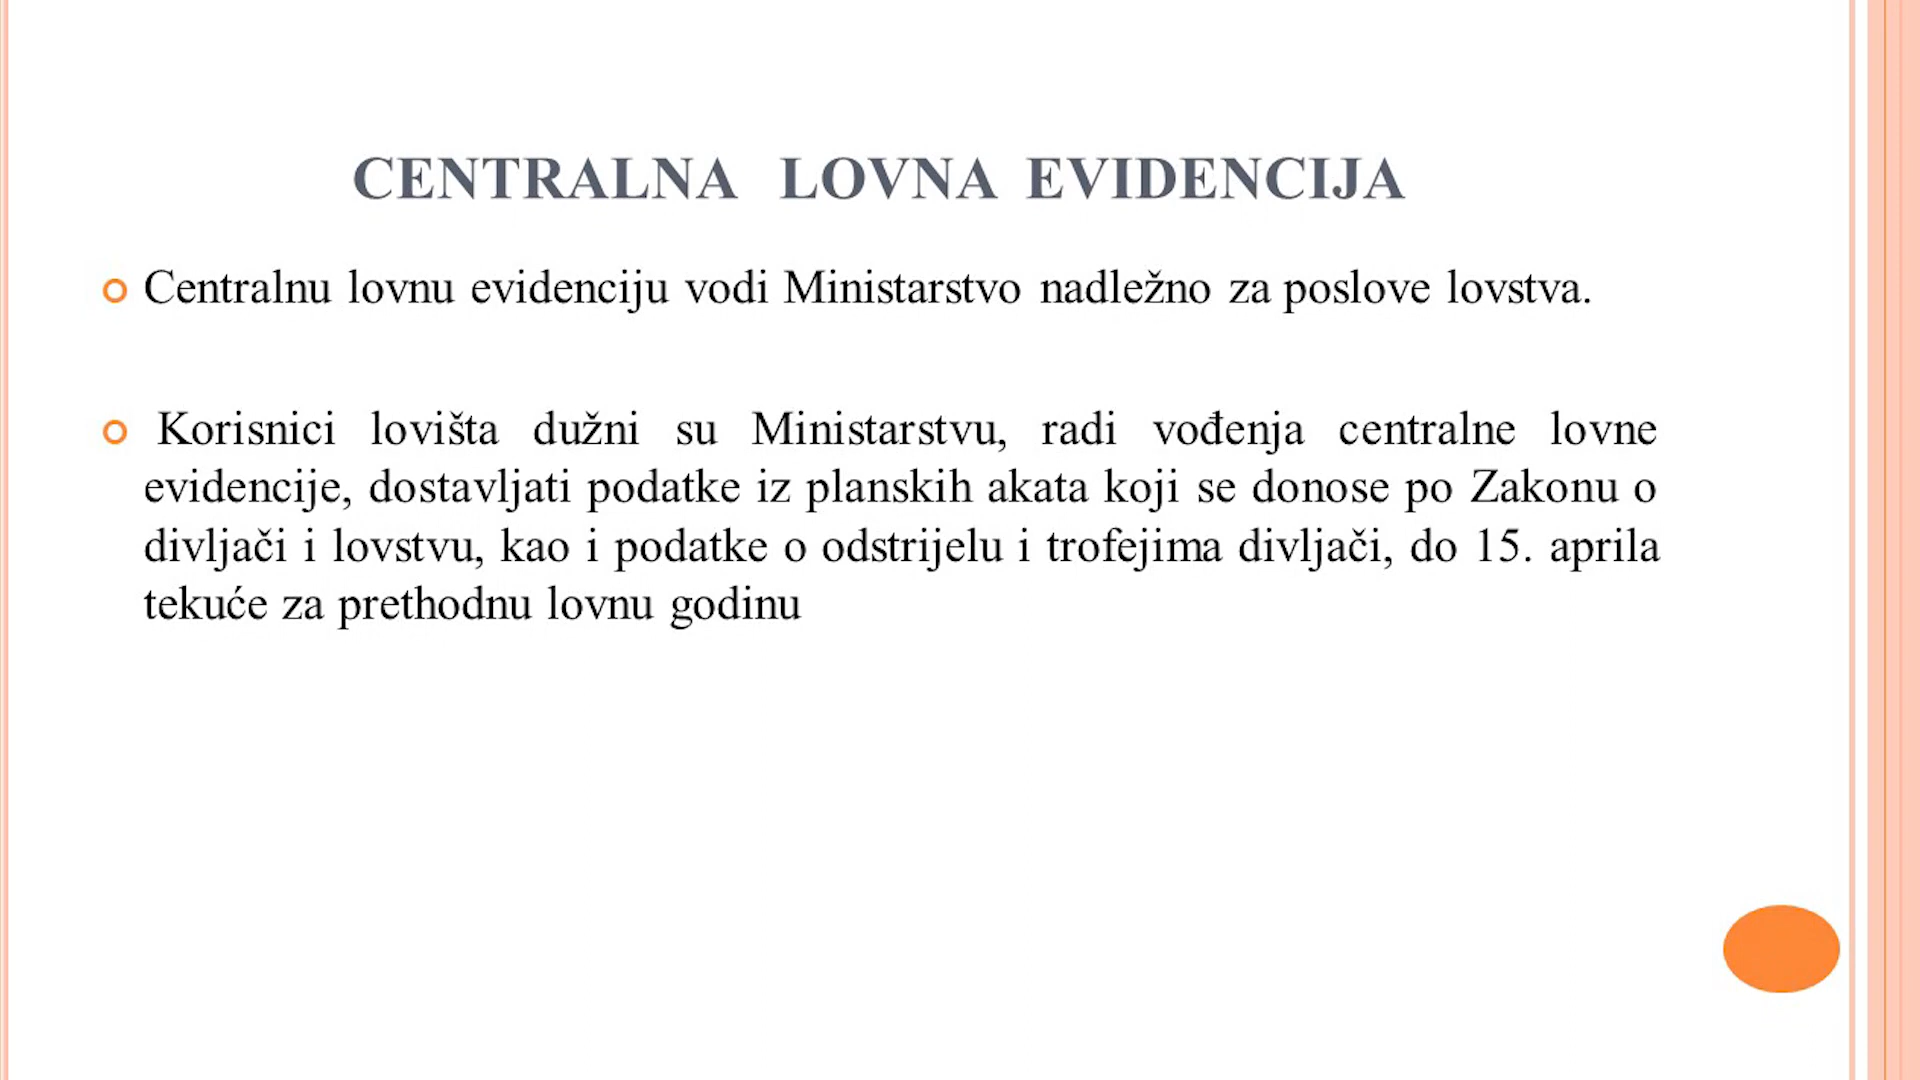 CENTRALNA LOVNA EVIDENCIJA
Centralnu lovnu evidenciju vodi Ministarstvo nadležno za poslove lovstva.
Korisnici lovišta dužni su Ministarstvu, radi vođenja centralne lovne
evidencije, dostavljati podatke iz planskih akata koji se donose po Zakonu o
divljači i lovstvu, kao i podatke o odstrijelu i trofejima divljači, do 15. aprila
tekuće za prethodnu lovnu godinu